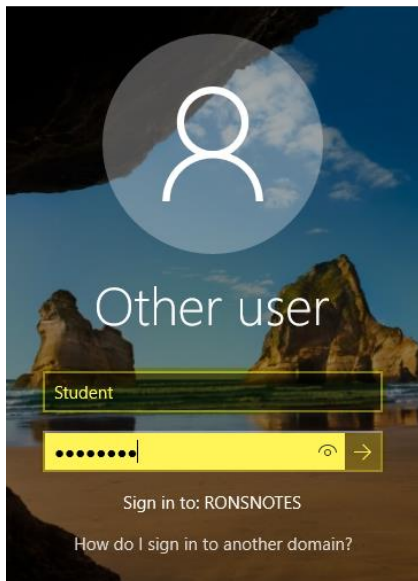 Other user
Student
••••••••
Sign in to: RONSNOTES
How do I sign in to another domain?